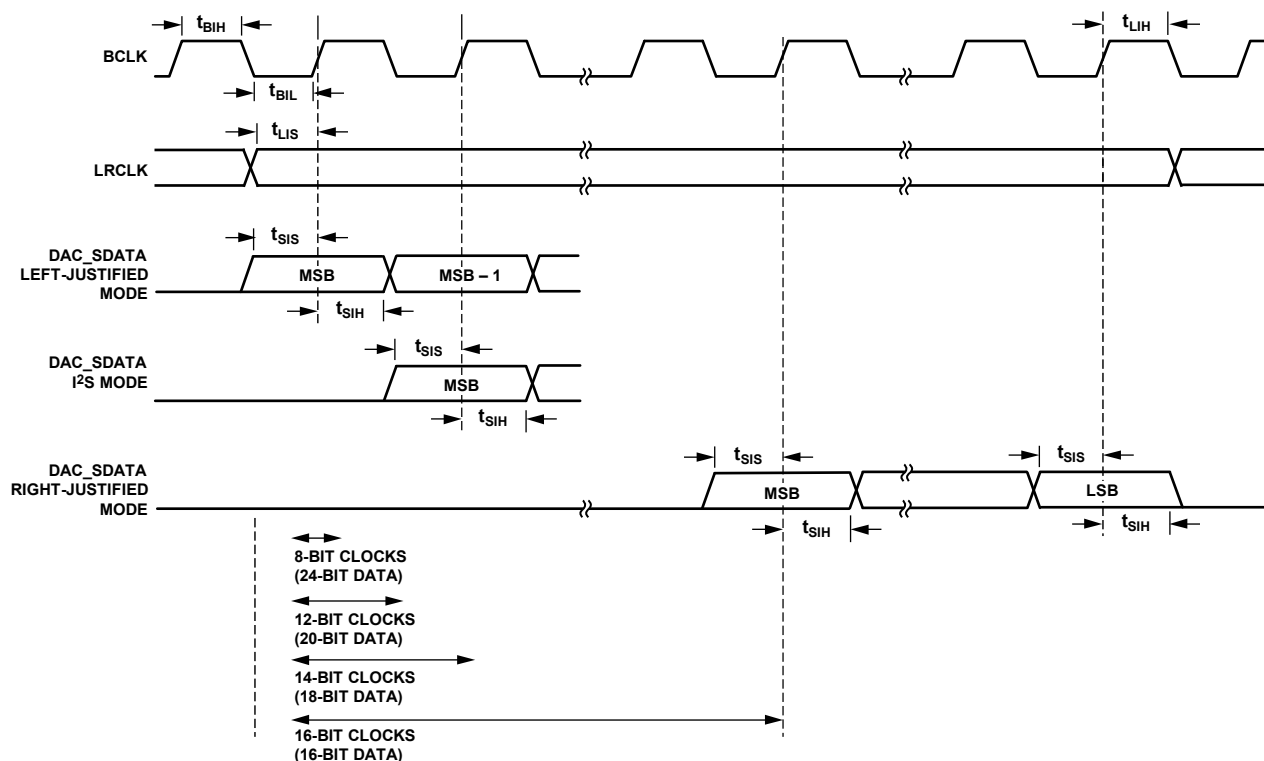 tBIH
tLIH
BCLK
tBIL
tLIS
LRCLK
tSIS
DAC_SDATA
LEFT-JUSTIFIED
MODE
MSB
MSB – 1
tSIH
tSIS
DAC_SDATA
I²S MODE
MSB
tSIH
tSIS
tSIS
DAC_SDATA
RIGHT-JUSTIFIED
MODE
MSB
LSB
tSIH
tSIH
8-BIT CLOCKS
(24-BIT DATA)
12-BIT CLOCKS
(20-BIT DATA)
14-BIT CLOCKS
(18-BIT DATA)
16-BIT CLOCKS
(16-BIT DATA)